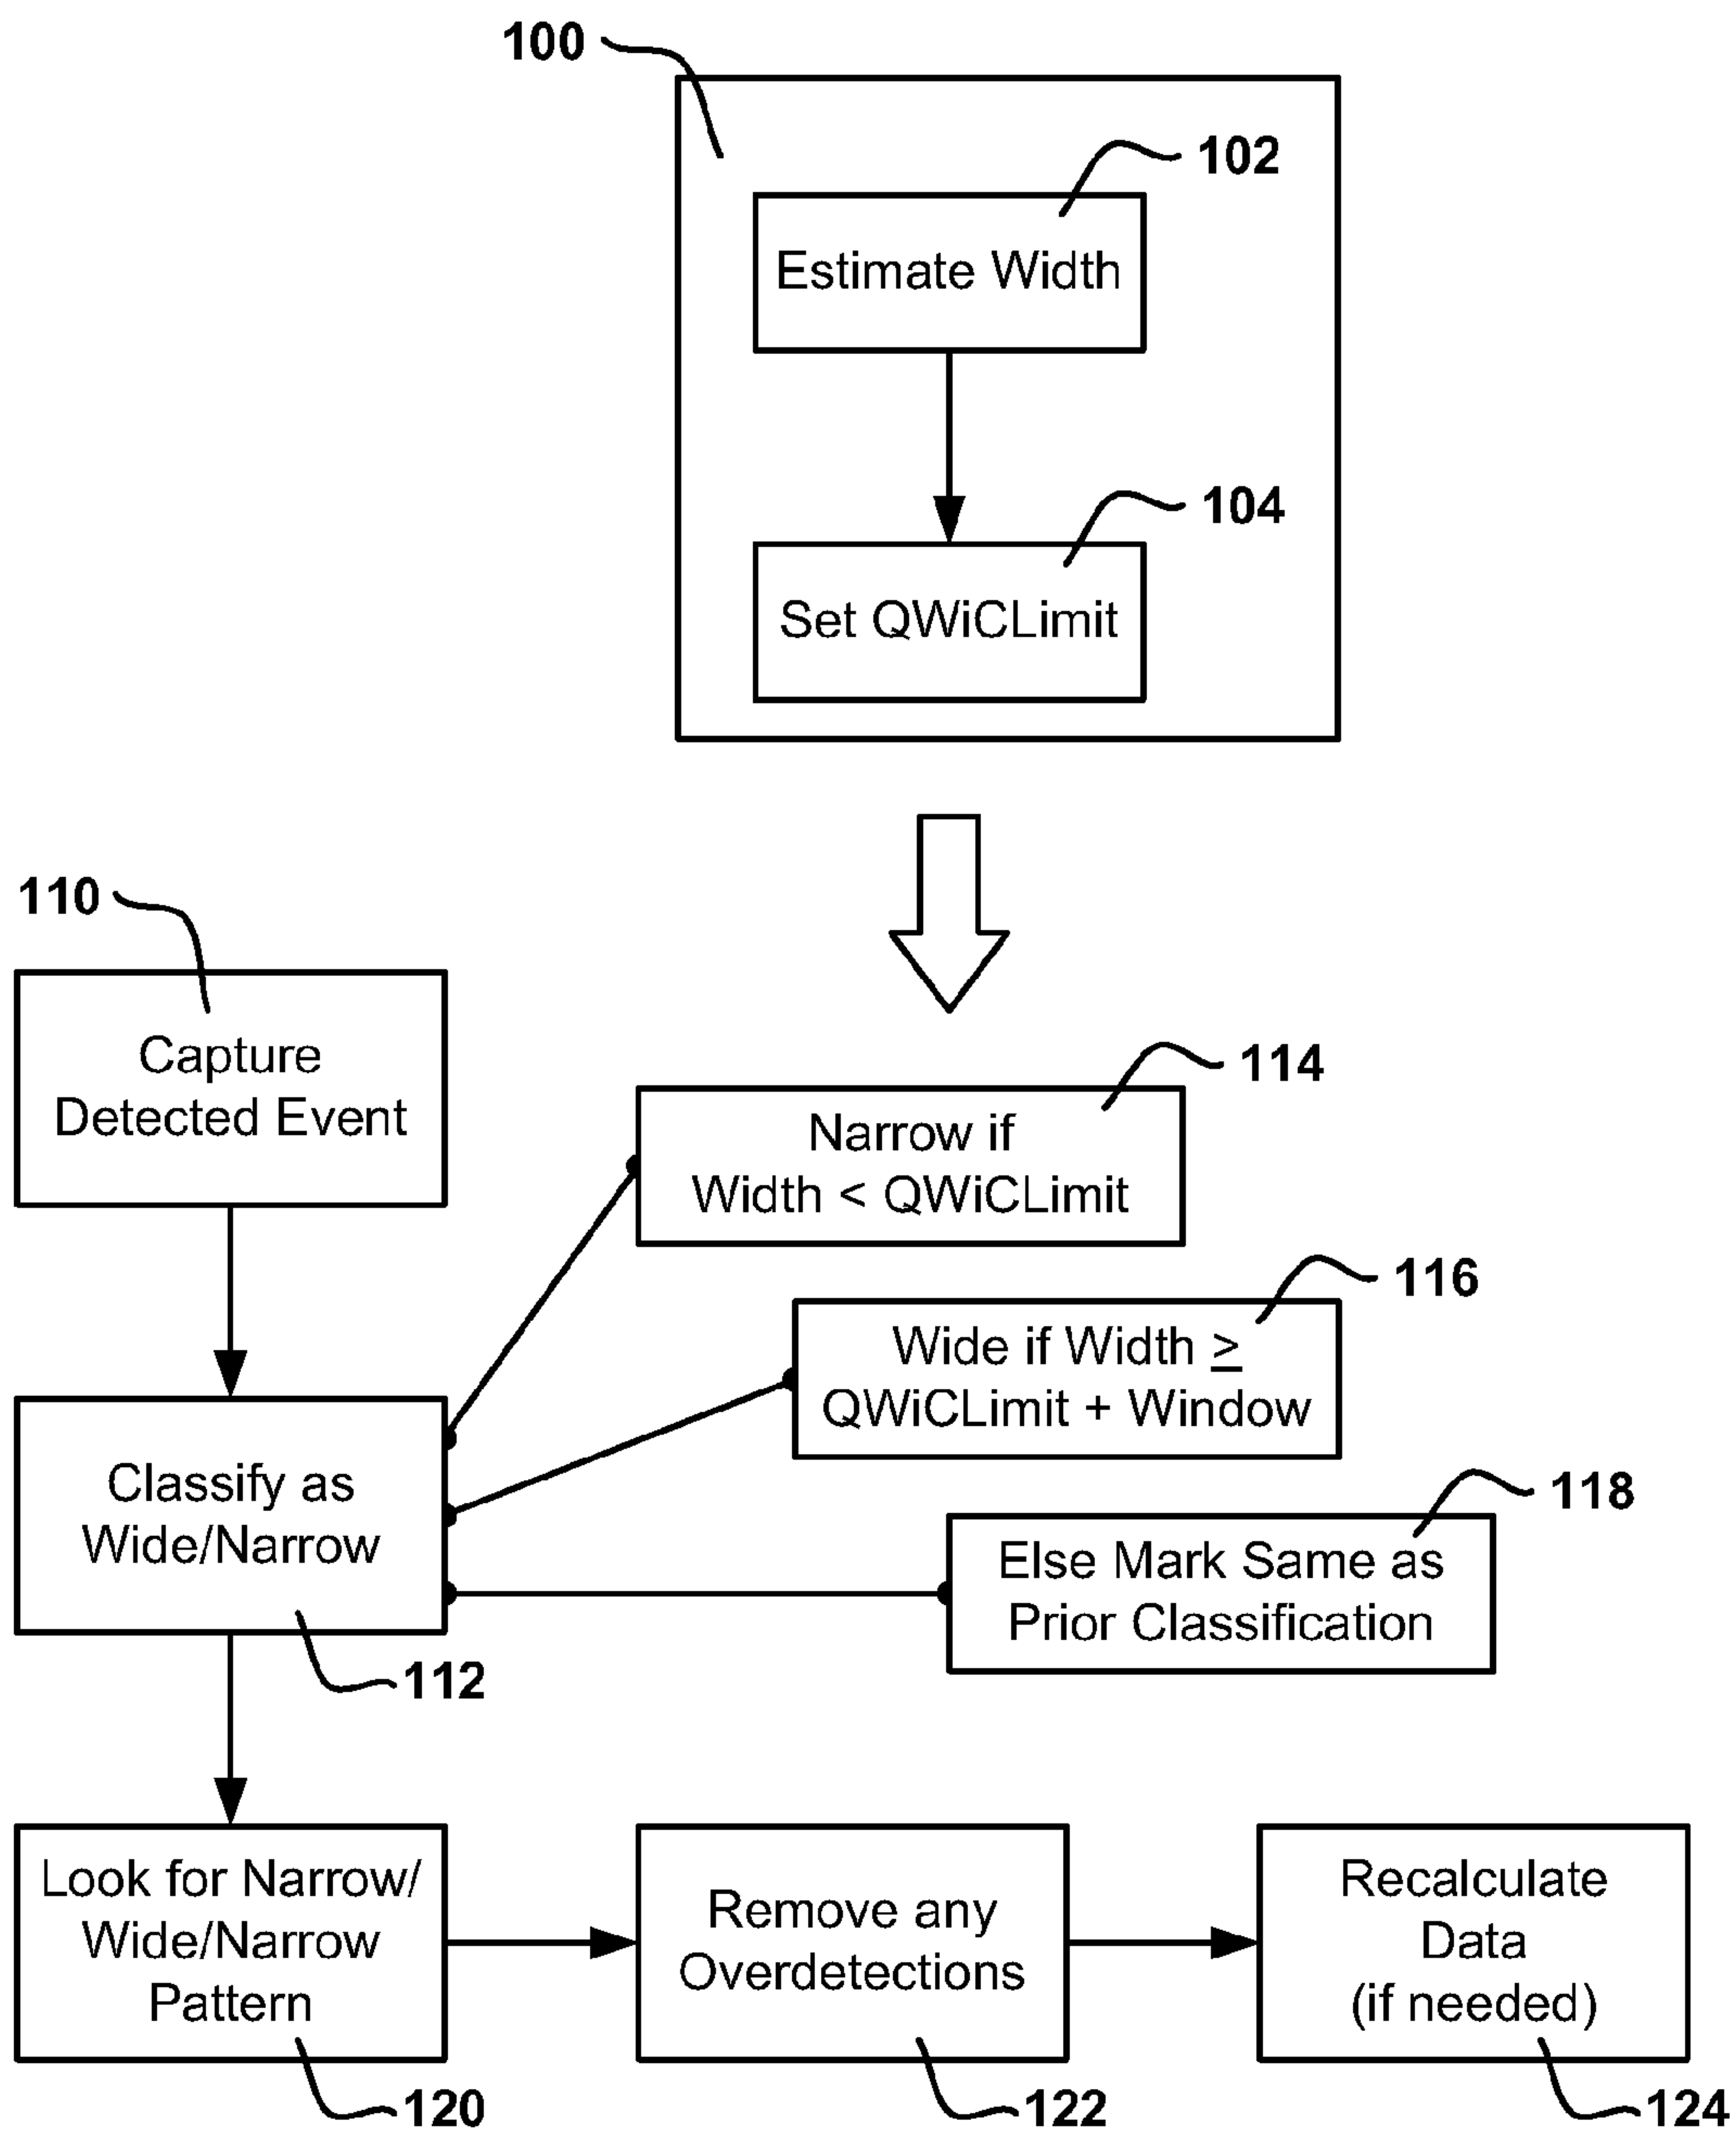 100
102
Estimate Width
104
Set QWiCLimit
110
Capture
Detected Event
114
Narrow if
Width < QWiCLimit
116
Wide if Width ≥
QWiCLimit + Window
Classify as
Wide/Narrow
112
118
Else Mark Same as
Prior Classification
Look for Narrow/
Wide/Narrow
Pattern
120
Remove any
Overdetections
122
Recalculate
Data
(if needed)
124